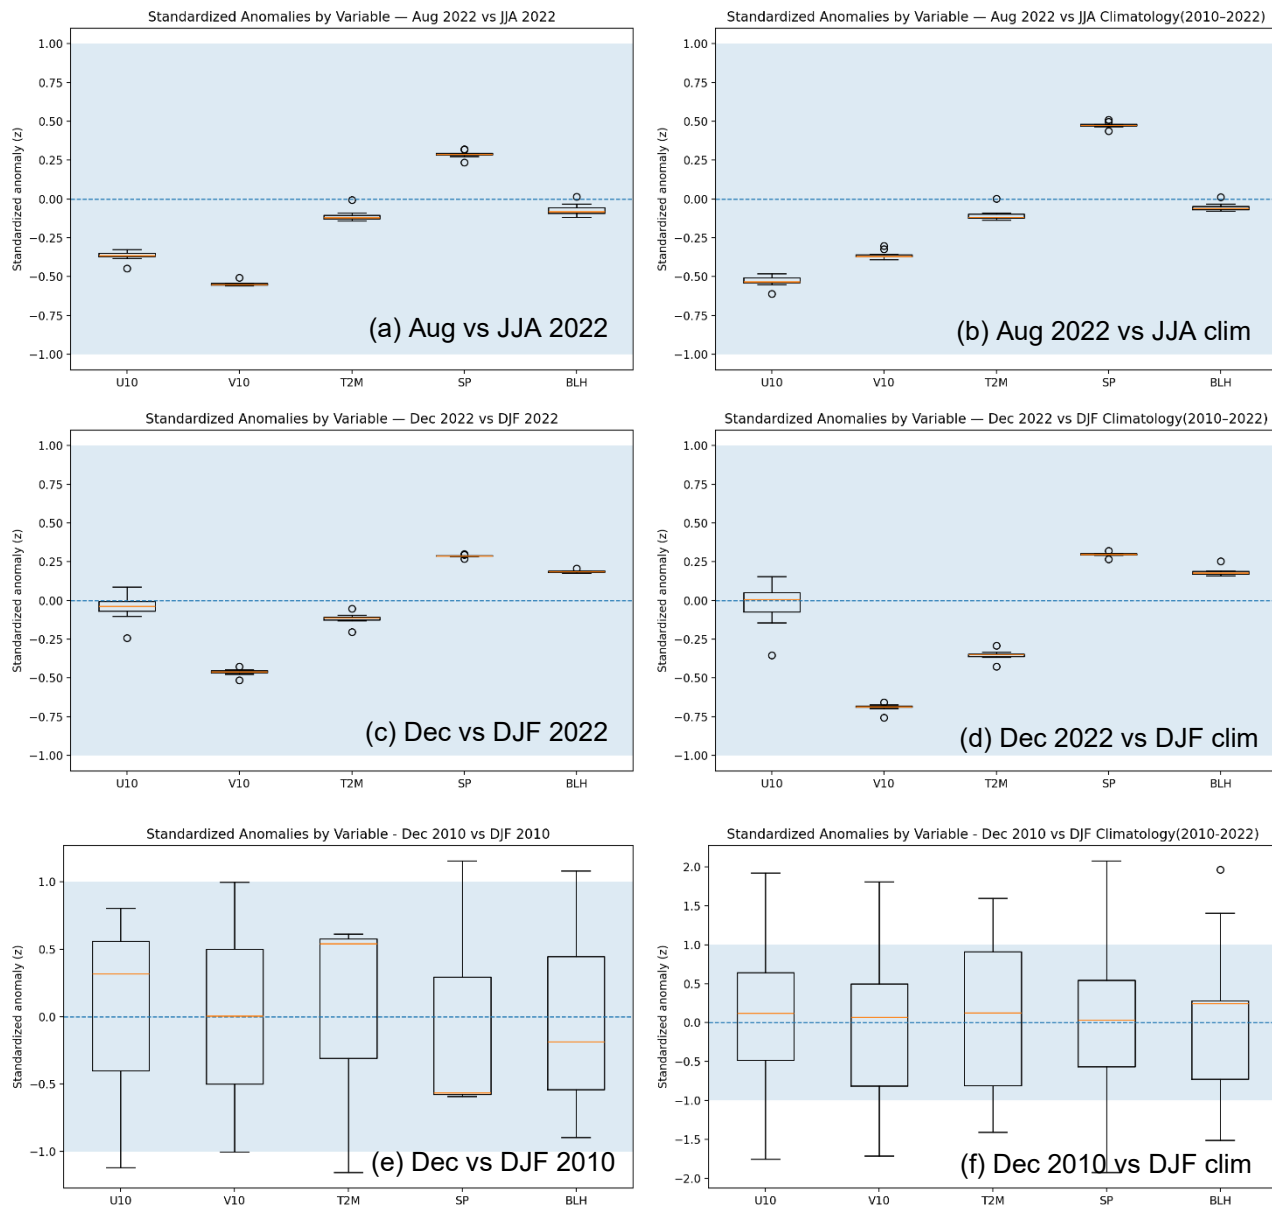 Standardized Anomalies by Variable — Aug 2022 vs JJA 2022
1.00
0.75
0.50
0.25
0.00
−0.25
−0.50
−0.75
−1.00
Standardized anomaly (z)
(a) Aug vs JJA 2022
U10 V10 T2M SP BLH
Standardized Anomalies by Variable — Aug 2022 vs JJA Climatology(2010–2022)
1.00
0.75
0.50
0.25
0.00
−0.25
−0.50
−0.75
−1.00
Standardized anomaly (z)
(b) Aug 2022 vs JJA clim
U10 V10 T2M SP BLH
Standardized Anomalies by Variable — Dec 2022 vs DJF 2022
1.00
0.75
0.50
0.25
0.00
−0.25
−0.50
−0.75
−1.00
Standardized anomaly (z)
(c) Dec vs DJF 2022
U10 V10 T2M SP BLH
Standardized Anomalies by Variable — Dec 2022 vs DJF Climatology(2010–2022)
1.00
0.75
0.50
0.25
0.00
−0.25
−0.50
−0.75
−1.00
Standardized anomaly (z)
(d) Dec 2022 vs DJF clim
U10 V10 T2M SP BLH
Standardized Anomalies by Variable - Dec 2010 vs DJF 2010
1.0
0.5
0.0
−0.5
−1.0
Standardized anomaly (z)
(e) Dec vs DJF 2010
U10 V10 T2M SP BLH
Standardized Anomalies by Variable - Dec 2010 vs DJF Climatology(2010-2022)
2.0
1.5
1.0
0.5
0.0
−0.5
−1.0
−1.5
−2.0
Standardized anomaly (z)
(f) Dec 2010 vs DJF clim
U10 V10 T2M SP BLH